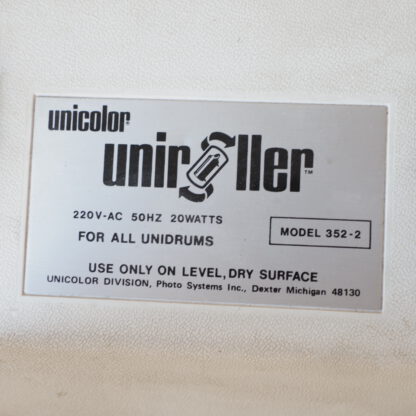 unicolor®
uniroller™
220V-AC 50HZ 20WATTS
FOR ALL UNIDRUMS
MODEL 352-2
USE ONLY ON LEVEL, DRY SURFACE
UNICOLOR DIVISION, Photo Systems Inc., Dexter Michigan 48130